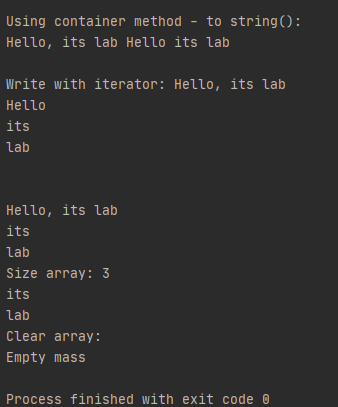 Using container method - to string():
Hello, its lab Hello its lab
Write with iterator: Hello, its lab
Hello
its
lab
Hello, its lab
its
lab
Size array: 3
its
lab
Clear array:
Empty mass
Process finished with exit code 0